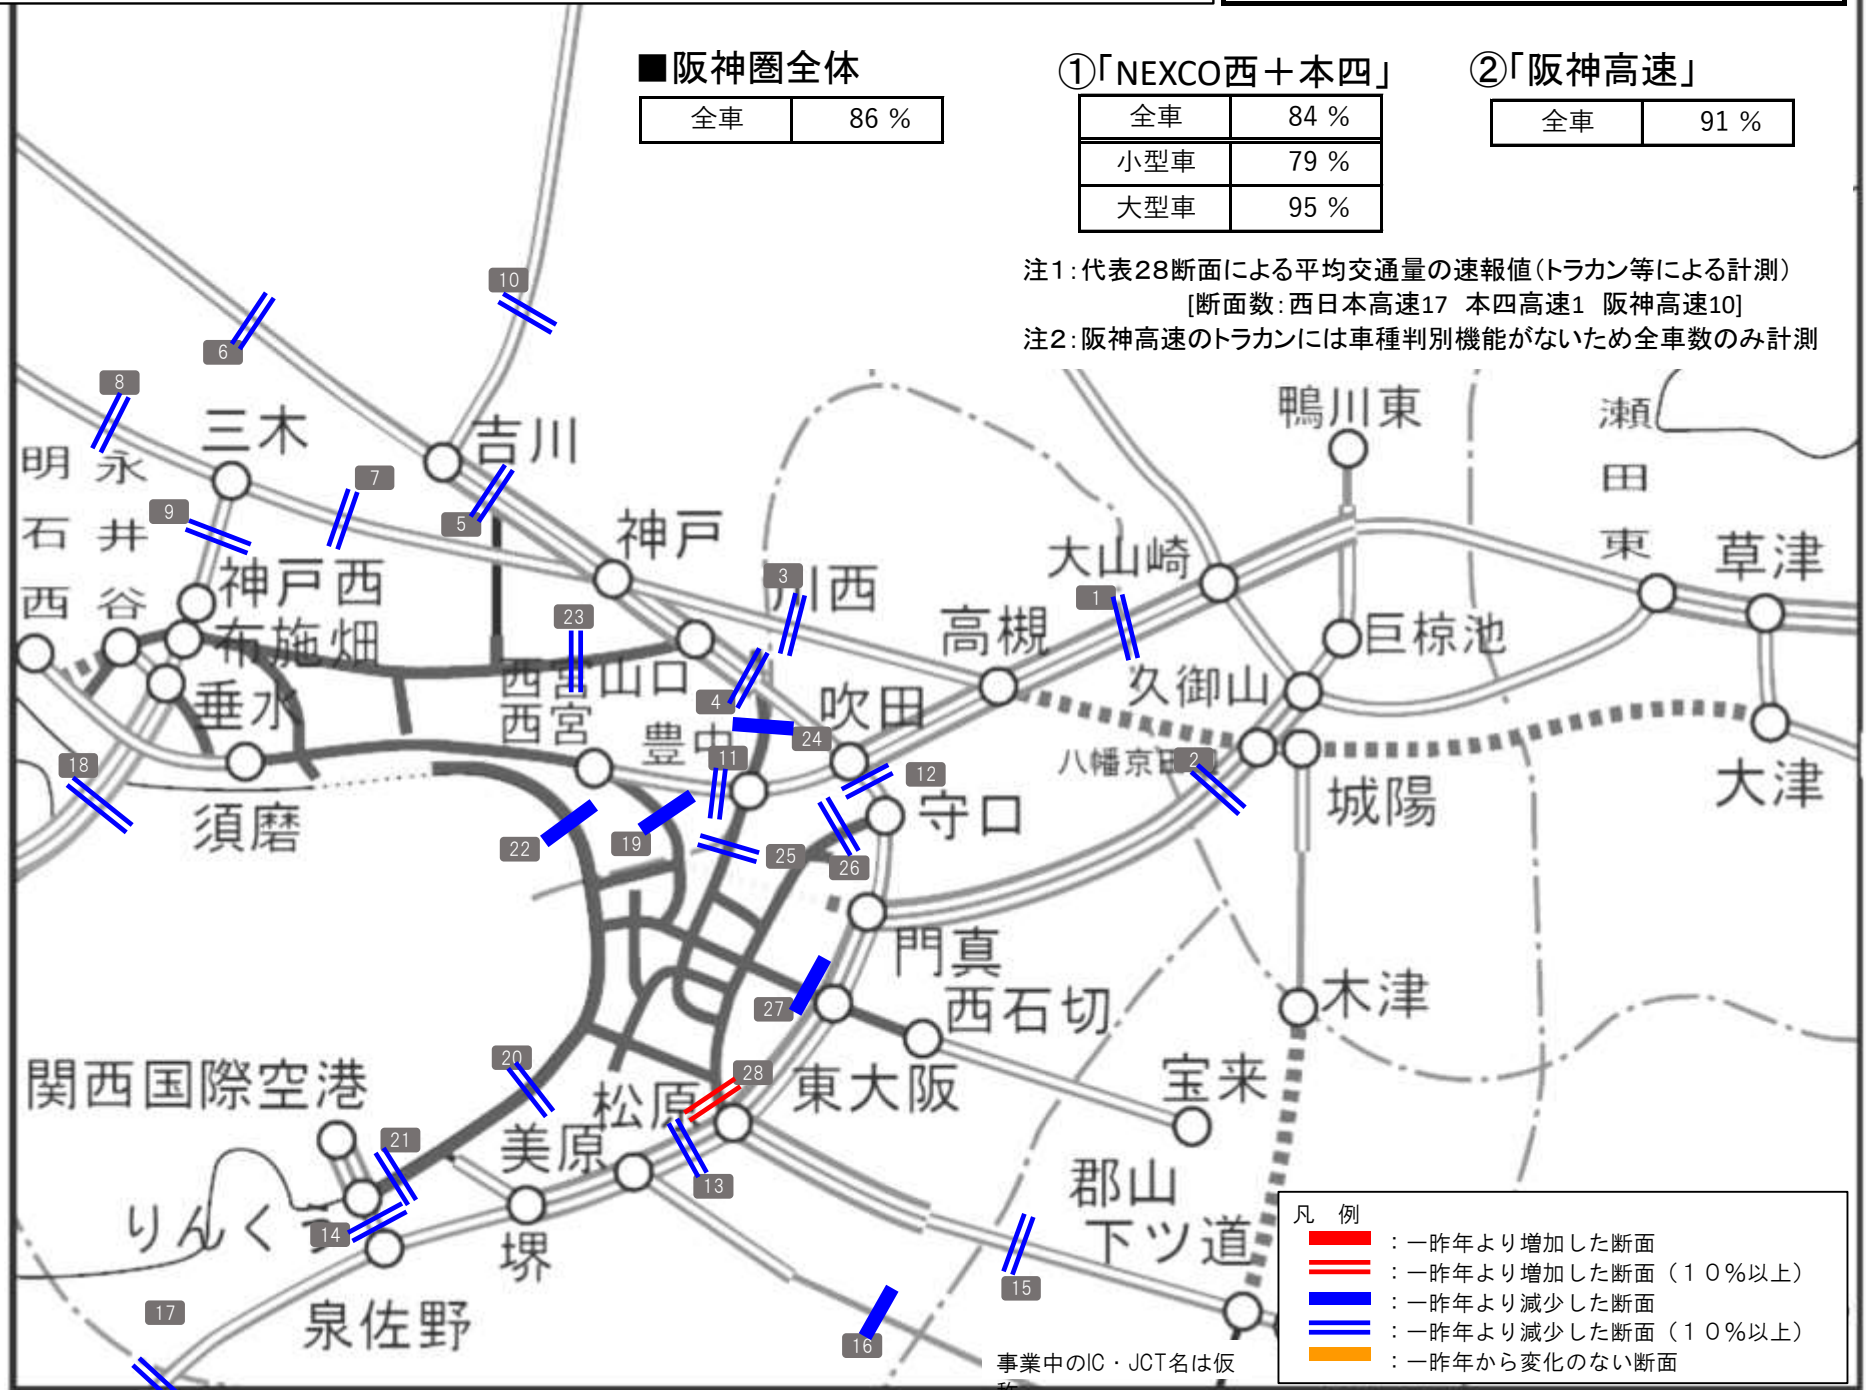 ■阪神圏全体
全車 86 %
①「NEXCO西＋本四」
全車 84 %
小型車 79 %
大型車 95 %
②「阪神高速」
全車 91 %
注1：代表28断面による平均交通量の速報値（トラカン等による計測）
[断面数：西日本高速17　本四高速1　阪神高速10]
注2：阪神高速のトラカンには車種判別機能がないため全車数のみ計測
10
6
8
三木
吉川
鴨川東
瀬田東
明石西
永井谷
7
9
5
神戸
大山崎
草津
神戸西
3
川西
1
高槻
23
布施畑
巨椋池
西宮山口
久御山
垂水
4
吹田
西宮
豊中
24
11
18
12
八幡京田
2
大津
須磨
守口
城陽
22
19
25
26
門真
27
西石切
木津
関西国際空港
20
松原
28
東大阪
宝来
美原
21
13
郡山
下ツ道
りんくう
14
堺
15
17
泉佐野
16
事業中のIC・JCT名は仮
称
凡　例
：一昨年より増加した断面
：一昨年より増加した断面（１０％以上）
：一昨年より減少した断面
：一昨年より減少した断面（１０％以上）
：一昨年から変化のない断面